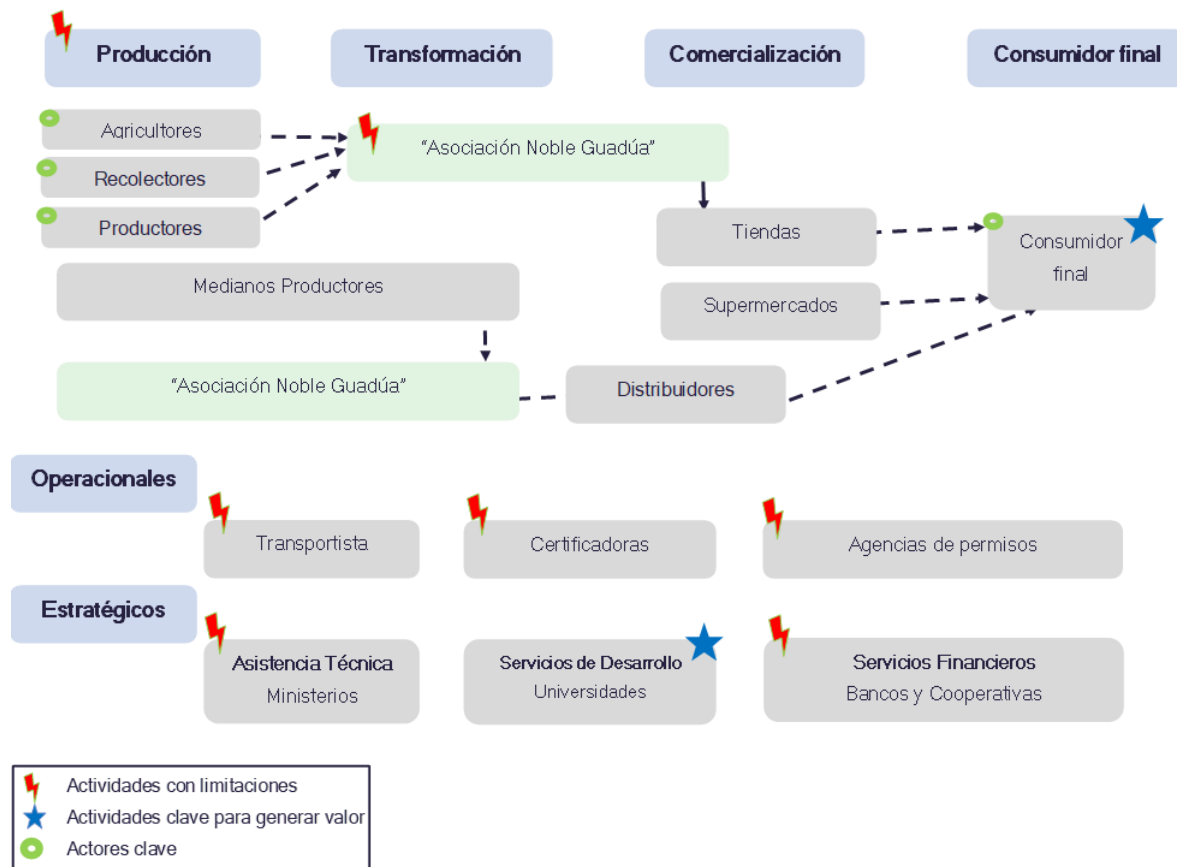 Producción
Transformación
Comercialización
Consumidor final
Agricultores
Recolectores
Productores
“Asociación Noble Guadúa”
Tiendas
Supermercados
Consumidor
final
Medianos Productores
“Asociación Noble Guadúa”
Distribuidores
Operacionales
Transportista
Certificadoras
Agencias de permisos
Estratégicos
Asistencia Técnica
Ministerios
Servicios de Desarrollo
Universidades
Servicios Financieros
Bancos y Cooperativas
Actividades con limitaciones
Actividades clave para generar valor
Actores clave